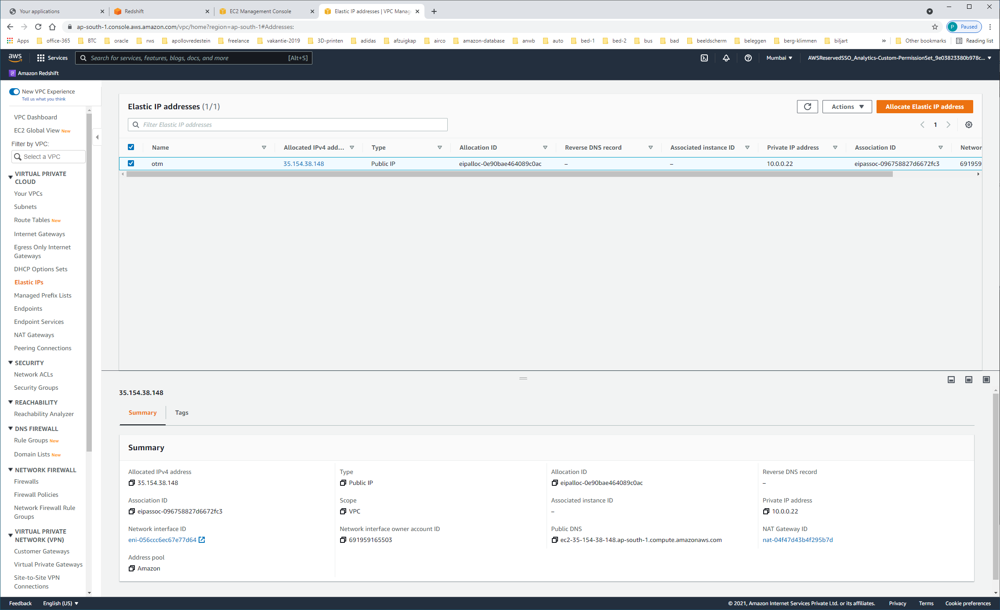 Your applications
Redshift
EC2 Management Console
Elastic IP addresses | VPC Manag
ap-south-1.console.aws.amazon.com/vpc/home?region=ap-south-1#Addresses:
P Paused
Apps office-365 BTC oracle rws apollovredestein freelance vakantie-2019 3D-printen adidas afzuigkap airco amazon-database anwb auto bed-1 bed-2 bus bad beeldscherm beleggen berg-klimmen biljart » Other bookmarks Reading list
aws Services Search for services, features, blogs, docs, and more [Alt+S] Mumbai AWSReservedSSO_Analytics-Custom-PermissionSet_9e03823380b978c...
Amazon Redshift
New VPC Experience
Tell us what you think
VPC Dashboard
EC2 Global View New
Filter by VPC:
Select a VPC
VIRTUAL PRIVATE
CLOUD
Your VPCs
Subnets
Route Tables New
Internet Gateways
Egress Only Internet
Gateways
DHCP Options Sets
Elastic IPs
Managed Prefix Lists
Endpoints
Endpoint Services
NAT Gateways
Peering Connections
SECURITY
Network ACLs
Security Groups
REACHABILITY
Reachability Analyzer
DNS FIREWALL
Rule Groups New
Domain Lists New
NETWORK FIREWALL
Firewalls
Firewall Policies
Network Firewall Rule
Groups
VIRTUAL PRIVATE
NETWORK (VPN)
Customer Gateways
Virtual Private Gateways
Site-to-Site VPN
Connections
Elastic IP addresses (1/1)
Actions
Allocate Elastic IP address
Filter Elastic IP addresses
1
Name Allocated IPv4 add... Type Allocation ID Reverse DNS record Associated instance ID Private IP address Association ID Networ
otm 35.154.38.148 Public IP eipalloc-0e90bae464089c0ac – – 10.0.0.22 eipassoc-096758827d6672fc3 691959
35.154.38.148
Summary Tags
Summary
Allocated IPv4 address
35.154.38.148
Type
Public IP
Allocation ID
eipalloc-0e90bae464089c0ac
Reverse DNS record
–
Association ID
eipassoc-096758827d6672fc3
Scope
VPC
Associated instance ID
–
Private IP address
10.0.0.22
Network interface ID
eni-056ccc6ec67e77d64
Network interface owner account ID
691959165503
Public DNS
ec2-35-154-38-148.ap-south-1.compute.amazonaws.com
NAT Gateway ID
nat-04f47d43b4f295b7d
Address pool
Amazon
Feedback English (US) © 2021, Amazon Internet Services Private Ltd. or its affiliates. Privacy Terms Cookie preferences